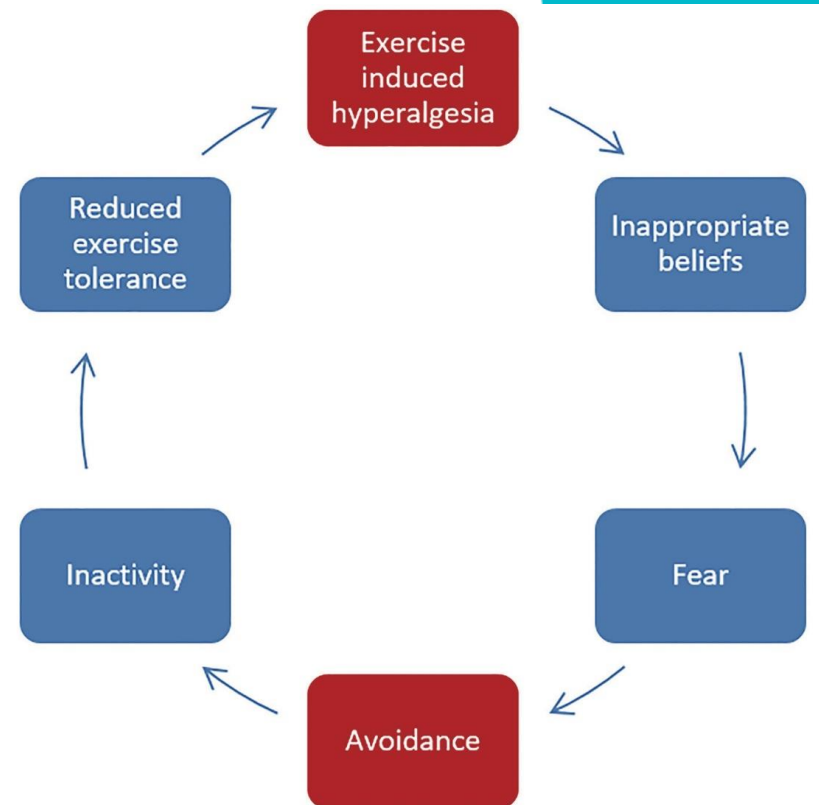 Exercise
induced
hyperalgesia
Inappropriate
beliefs
Fear
Avoidance
Inactivity
Reduced
exercise
tolerance